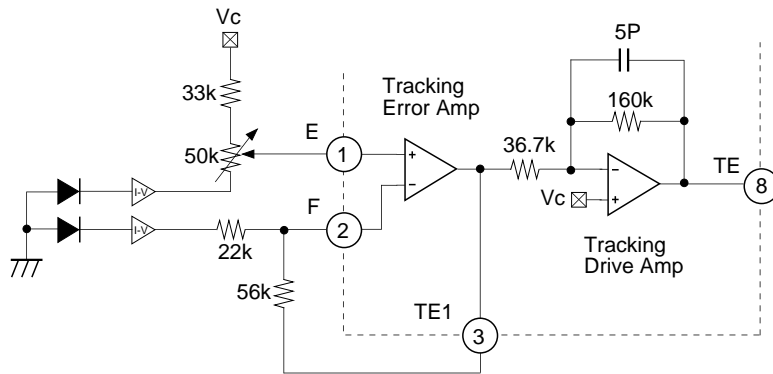 Vc
5P
Tracking
Error Amp
33k
160k
E
50k
36.7k
1
+
−
TE
8
I-V
F
Vc
−
+
I-V
2
22k
Tracking
Drive Amp
56k
TE1
3